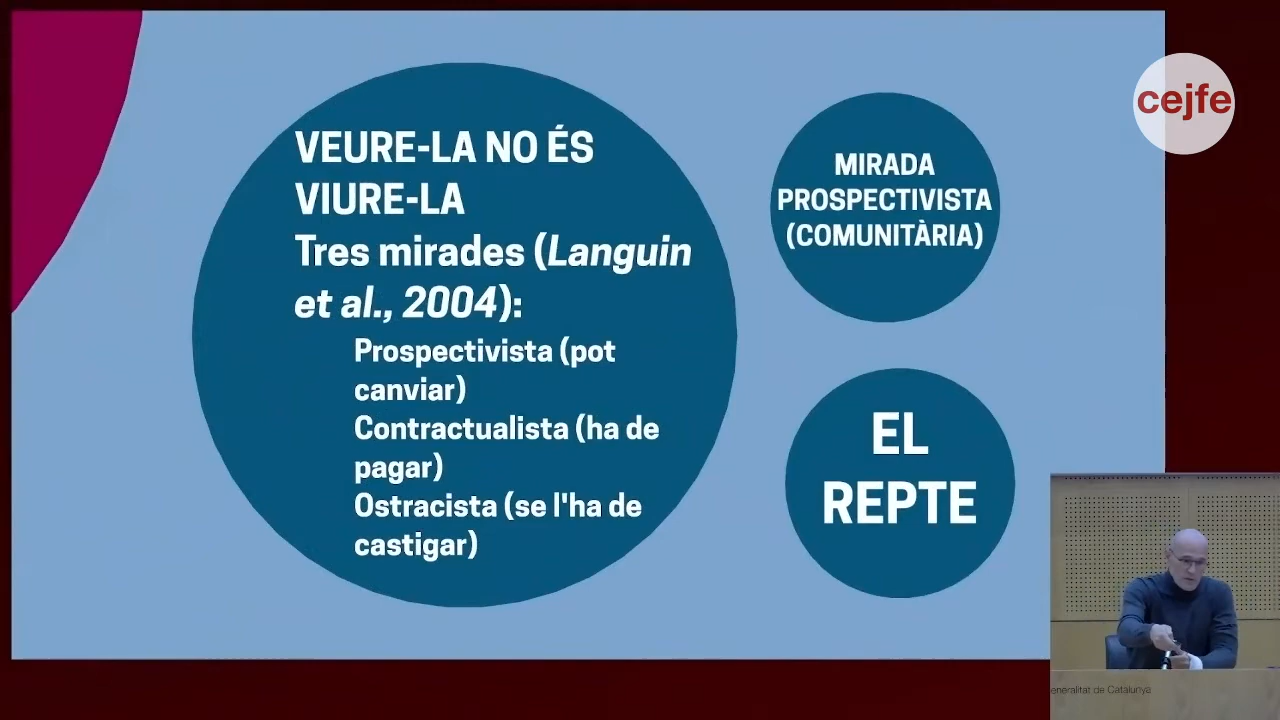 VEURE-LA NO ÉS
VIURE-LA
Tres mirades (Languin
et al., 2004):
Prospectivista (pot
canviar)
Contractualista (ha de
pagar)
Ostracista (se l'ha de
castigar)
MIRADA
PROSPECTIVISTA
(COMUNITÀRIA)
EL
REPTE
cejfe
eneralitat de Catalunya